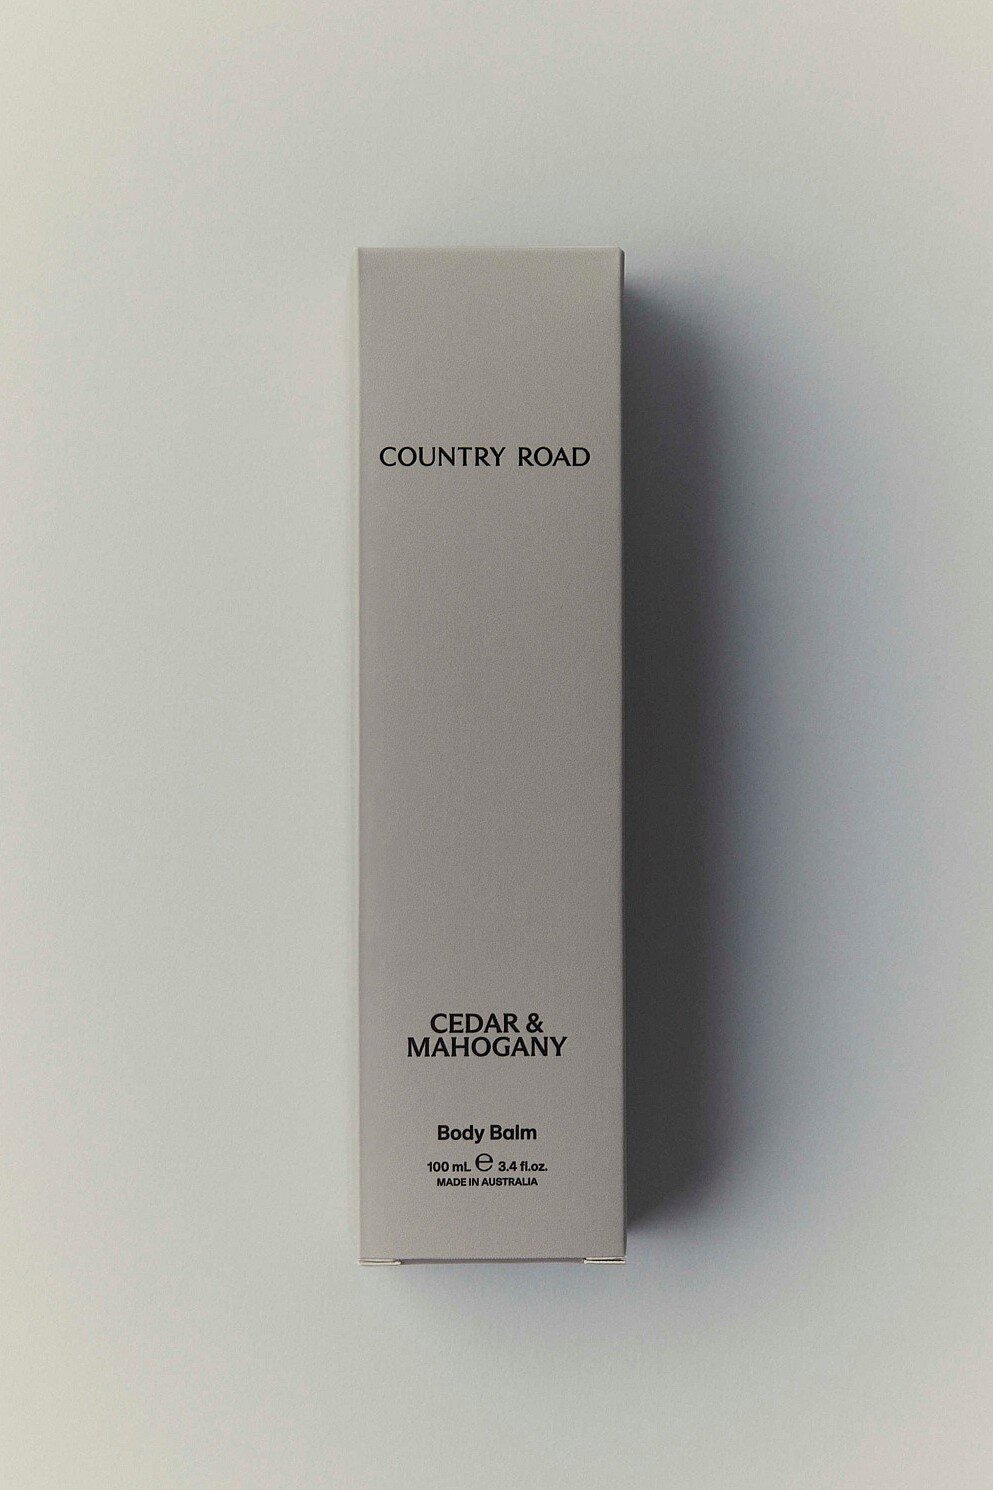 COUNTRY ROAD
CEDAR &
MAHOGANY
Body Balm
100 mL ℮ 3.4 fl.oz.
MADE IN AUSTRALIA